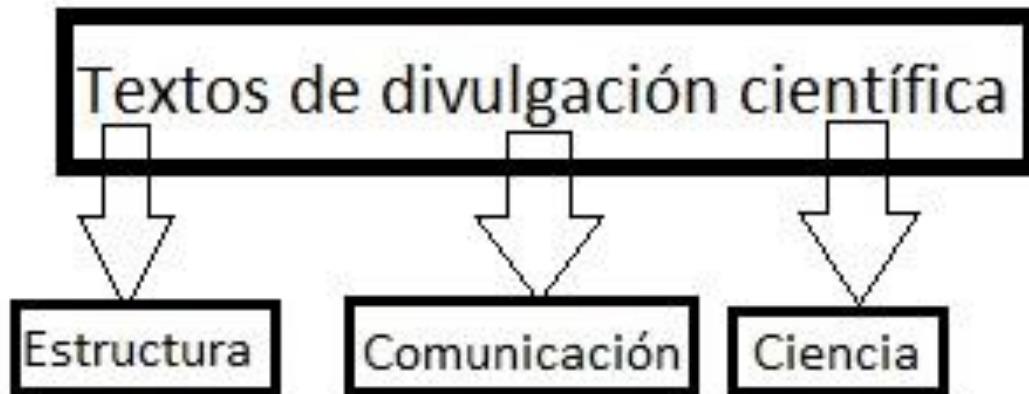 Textos de divulgación científica
Estructura
Comunicación
Ciencia